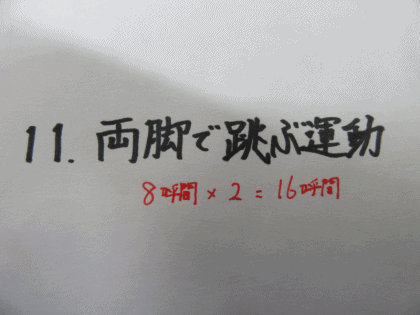 11. 両脚で跳ぶ運動
8呼間 × 2 = 16呼間